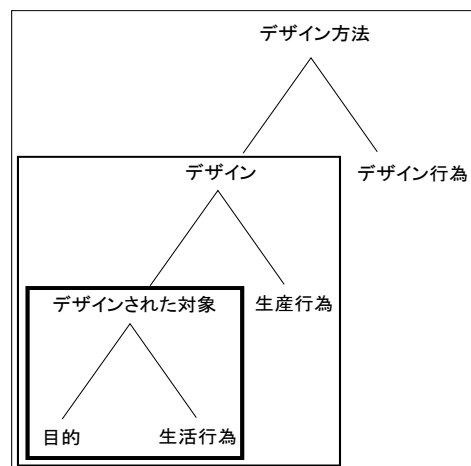 デザイン方法
デザイン
デザイン行為
デザインされた対象
生産行為
目的
生活行為